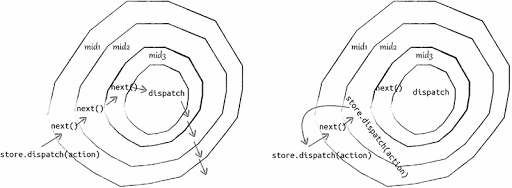 mid1
mid2
mid3
next()
dispatch
next()
next()
store.dispatch(action)
mid1
mid2
mid3
next()
dispatch
store.dispatch(action)
next()
store.dispatch(action)